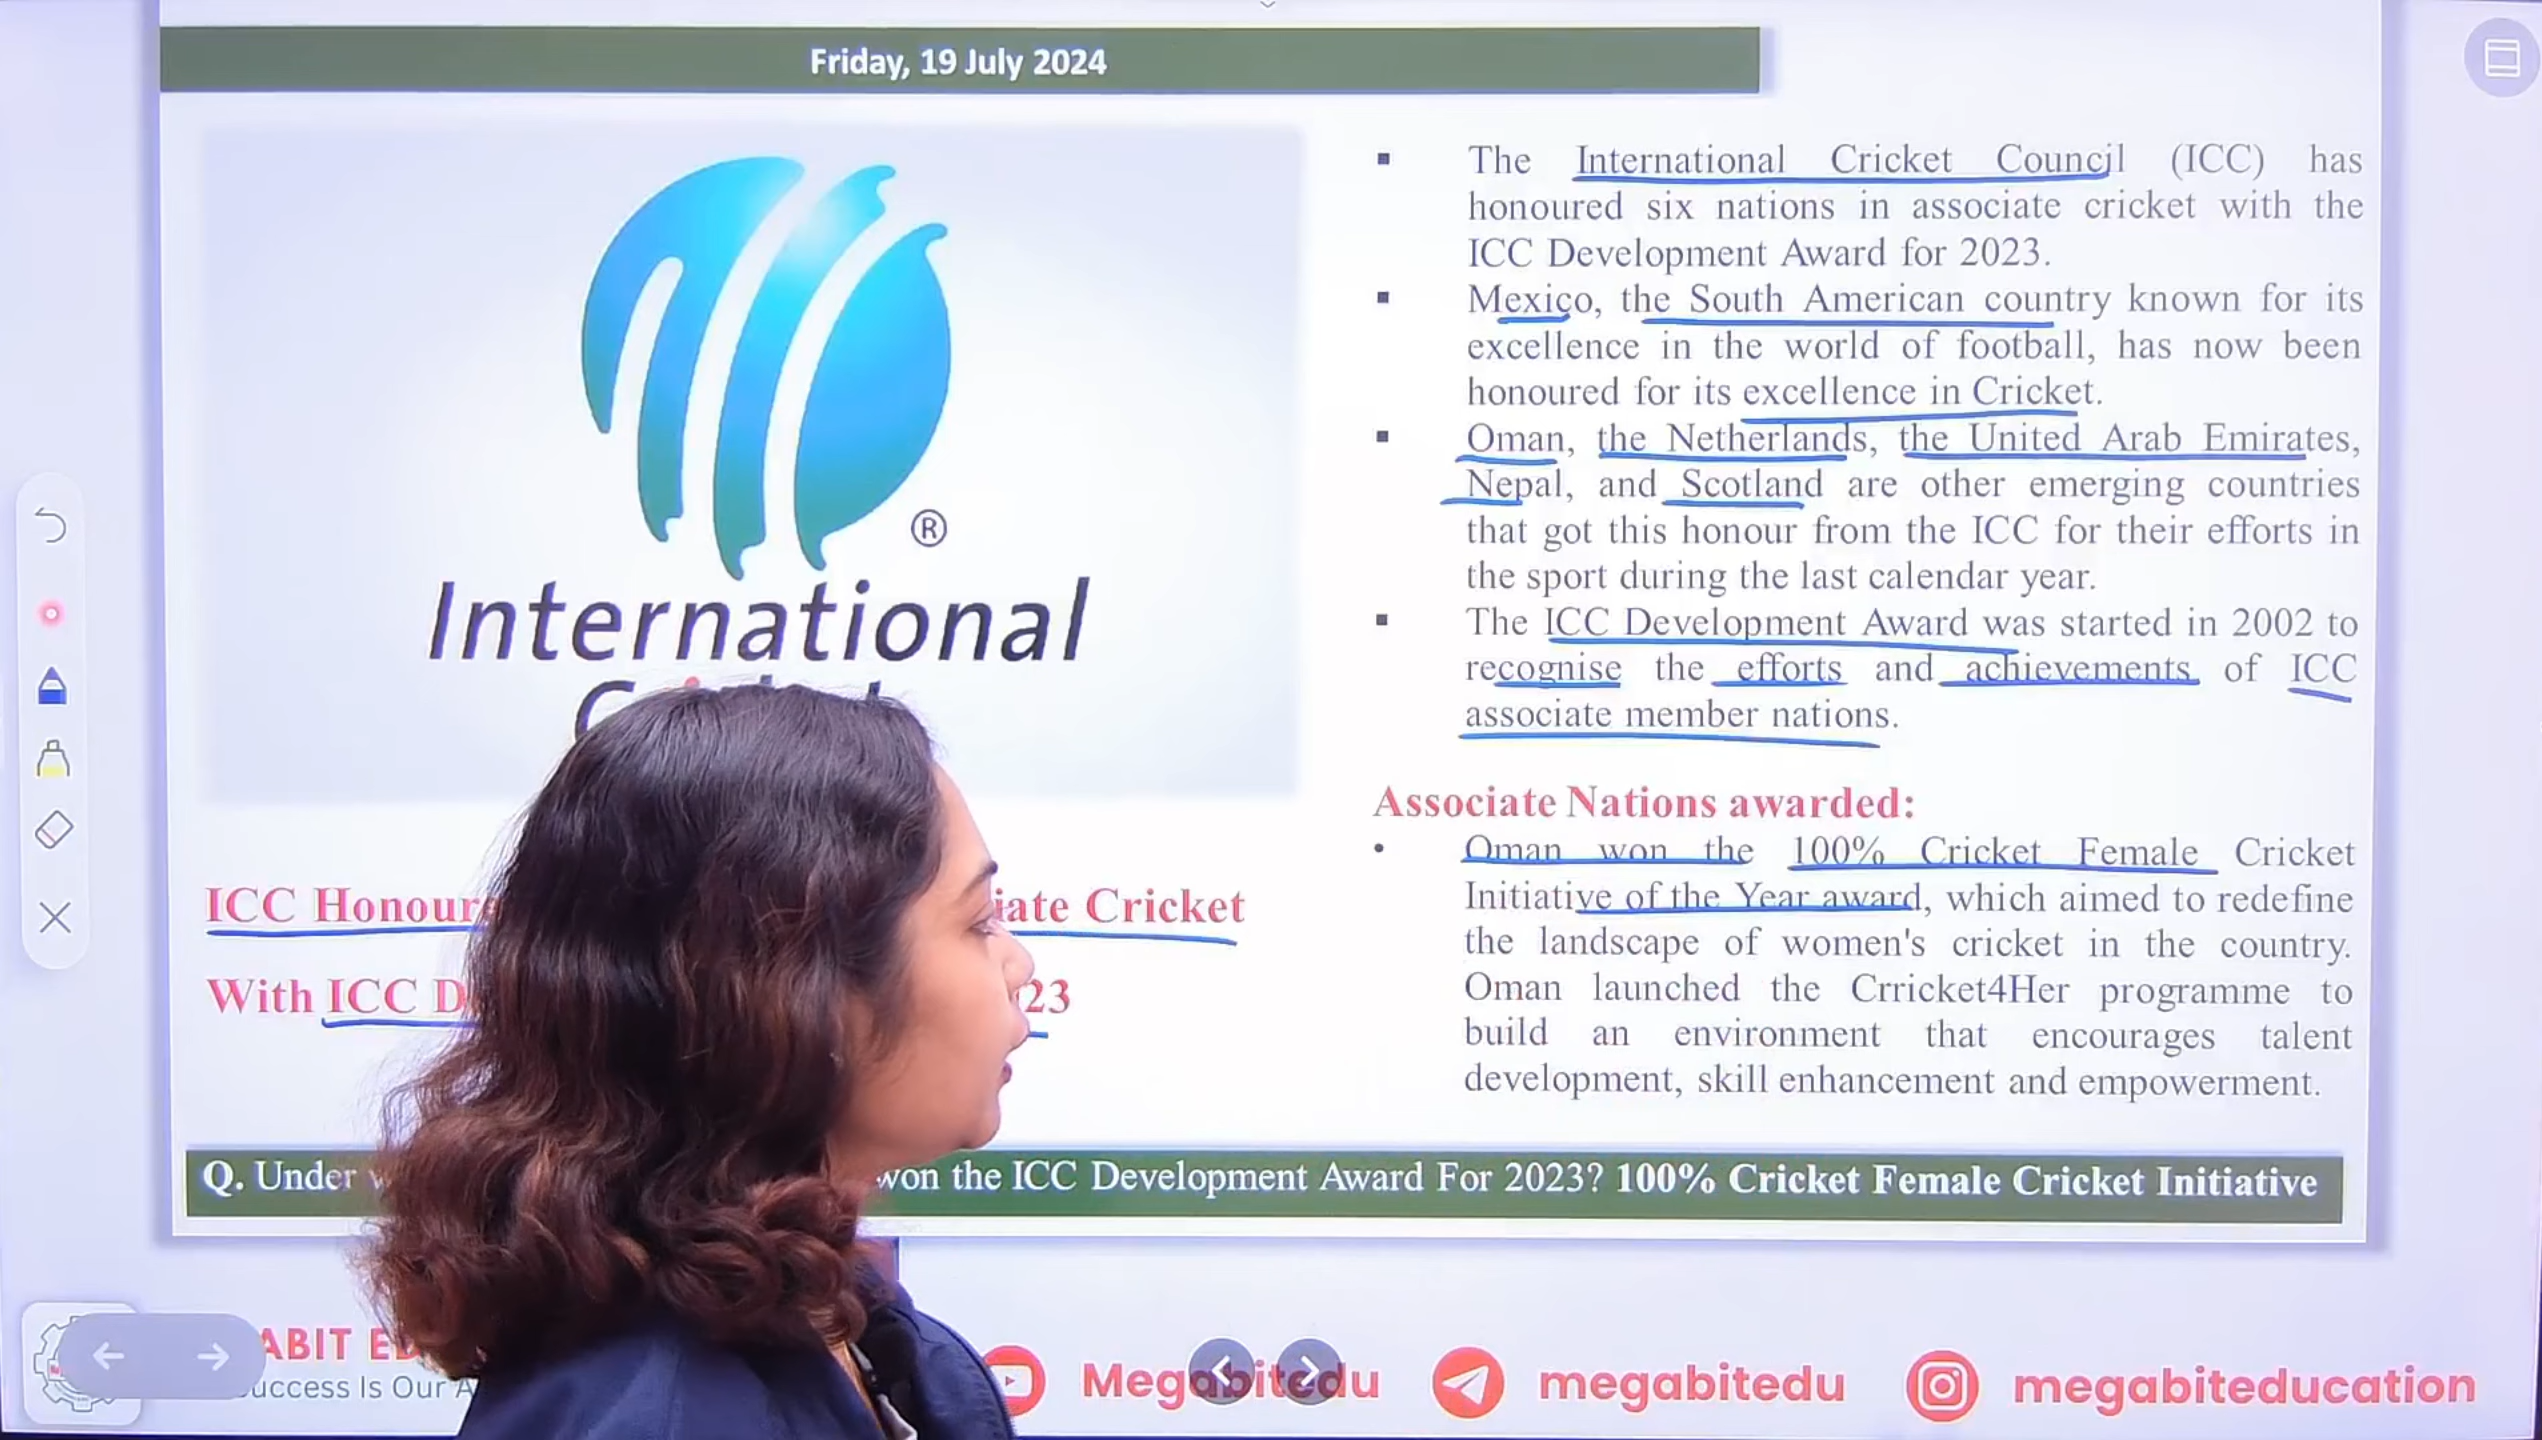 Friday, 19 July 2024
®
International
ICC Honour
iate Cricket
With ICC D
23
The International Cricket Council (ICC) has
honoured six nations in associate cricket with the
ICC Development Award for 2023.
Mexico, the South American country known for its
excellence in the world of football, has now been
honoured for its excellence in Cricket.
Oman, the Netherlands, the United Arab Emirates,
Nepal, and Scotland are other emerging countries
that got this honour from the ICC for their efforts in
the sport during the last calendar year.
The ICC Development Award was started in 2002 to
recognise the efforts and achievements of ICC
associate member nations.
Associate Nations awarded:
Oman won the 100% Cricket Female Cricket
Initiative of the Year award, which aimed to redefine
the landscape of women's cricket in the country.
Oman launched the Crricket4Her programme to
build an environment that encourages talent
development, skill enhancement and empowerment.
Q. Under won the ICC Development Award For 2023? 100% Cricket Female Cricket Initiative
ABIT E
uccess Is Our A
Megabitedu
megabitedu
megabiteducation